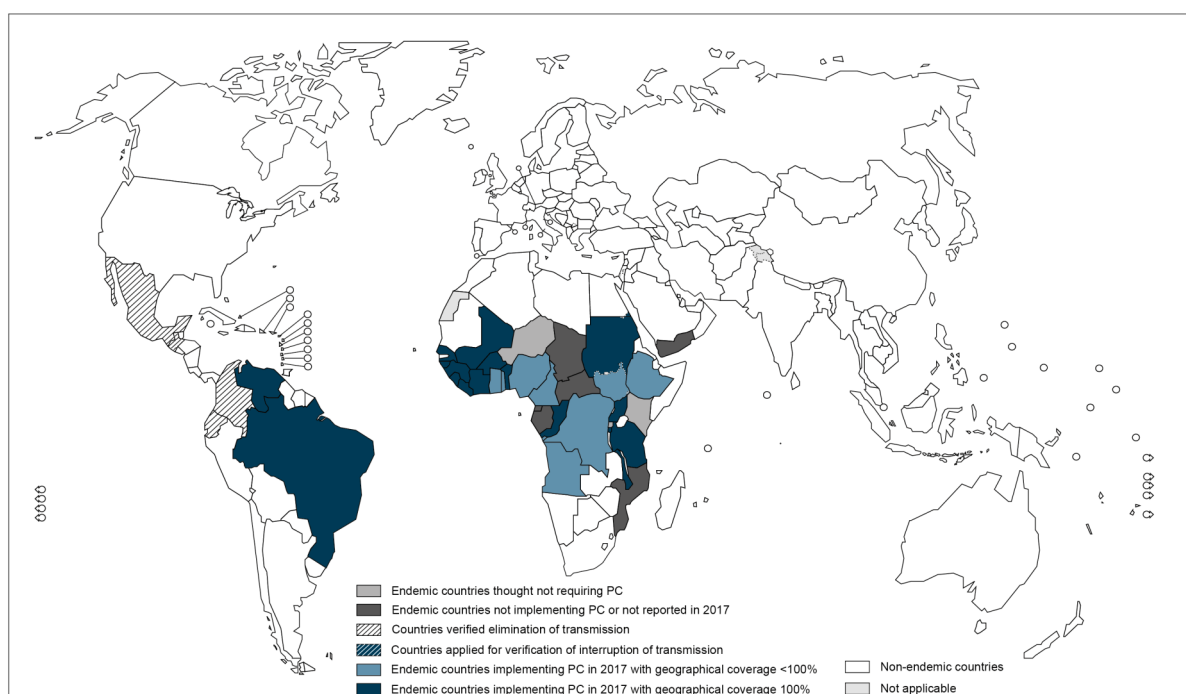 Endemic countries thought not requiring PC
Endemic countries not implementing PC or not reported in 2017
Countries verified elimination of transmission
Countries applied for verification of interruption of transmission
Endemic countries implementing PC in 2017 with geographical coverage <100%
Endemic countries implementing PC in 2017 with geographical coverage 100%
Non-endemic countries
Not applicable